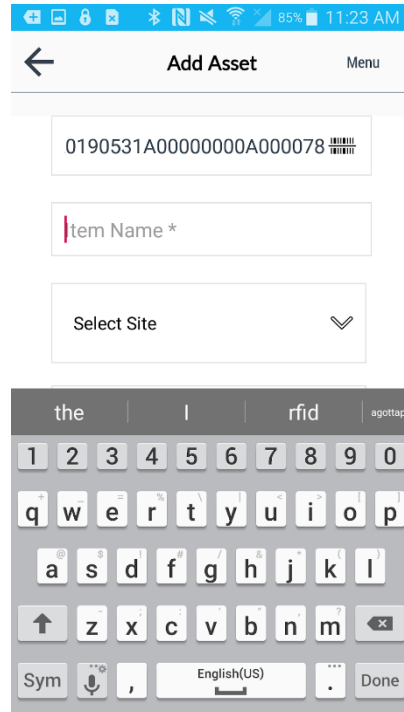 85% 11:23 AM
Add Asset Menu
0190531A00000000A000078
Item Name *
Select Site
the I rfid agottap
1 2 3 4 5 6 7 8 9 0
q w e r t y u i o p
a s d f g h j k l
z x c v b n m
Sym , English(US) . Done